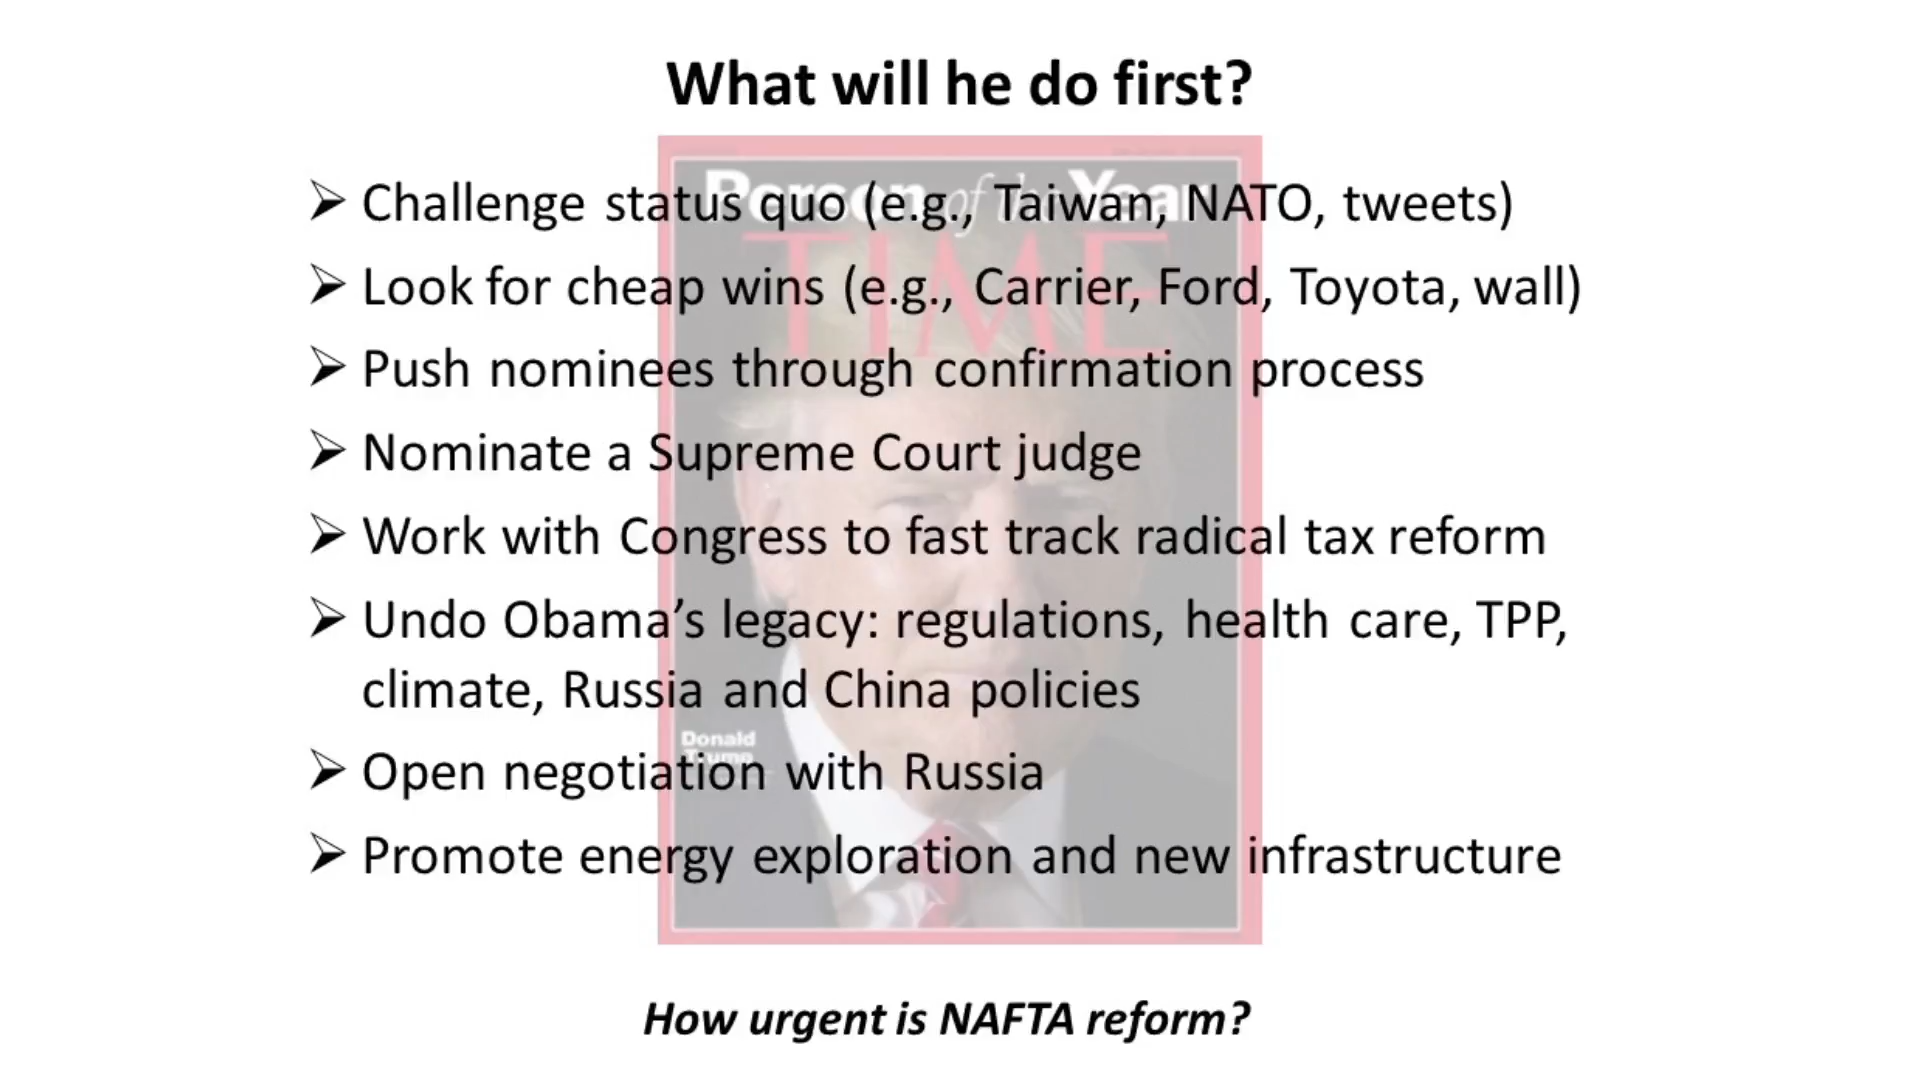 What will he do first?
Person of the Year
TIME
Challenge status quo (e.g., Taiwan, NATO, tweets)
Look for cheap wins (e.g., Carrier, Ford, Toyota, wall)
Push nominees through confirmation process
Nominate a Supreme Court judge
Work with Congress to fast track radical tax reform
Undo Obama’s legacy: regulations, health care, TPP,
climate, Russia and China policies
Donald
Trump
Open negotiation with Russia
Promote energy exploration and new infrastructure
How urgent is NAFTA reform?